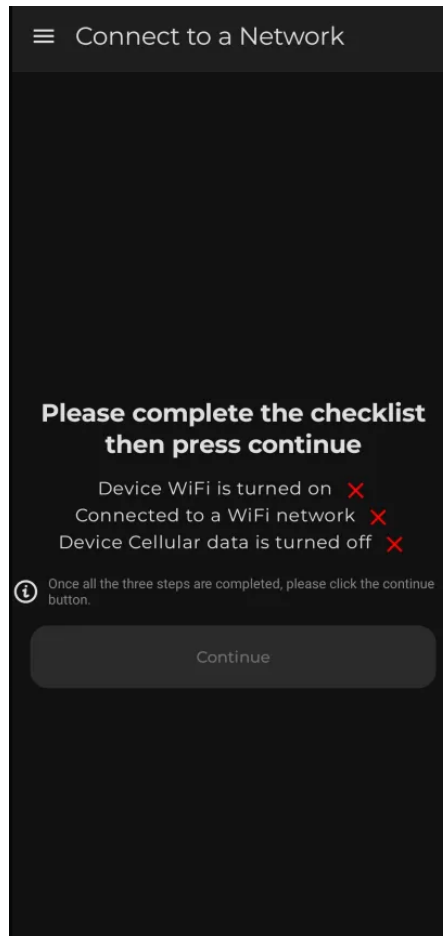 Connect to a Network
Please complete the checklist
then press continue
Device WiFi is turned on
Connected to a WiFi network
Device Cellular data is turned off
Once all the three steps are completed, please click the continue
button.
Continue